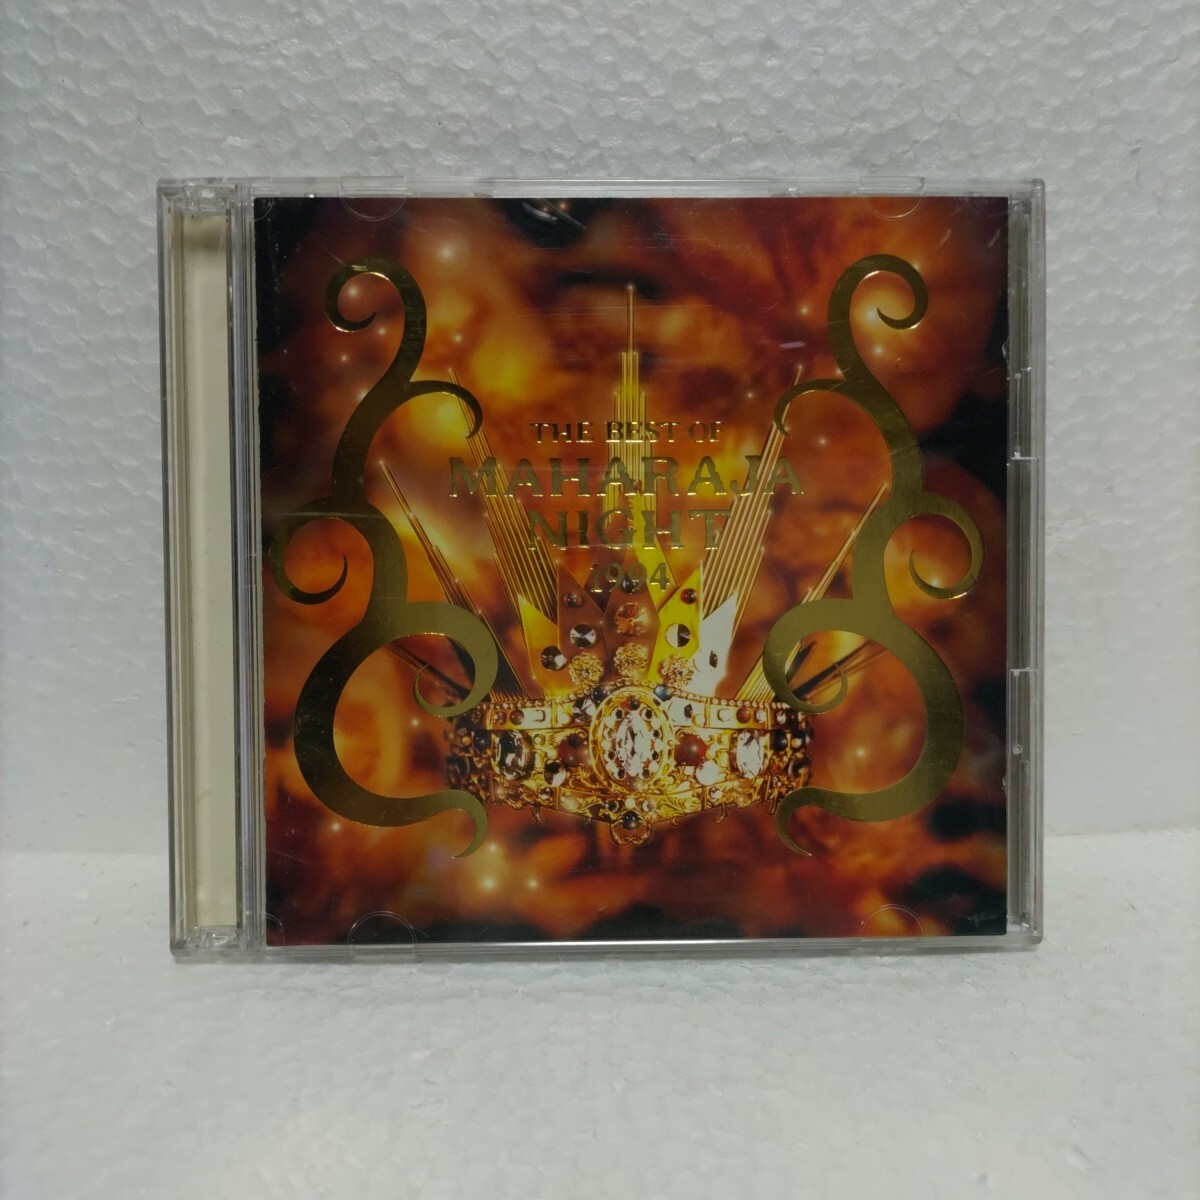 THE BEST OF
MAHARAJA
NIGHT
1994